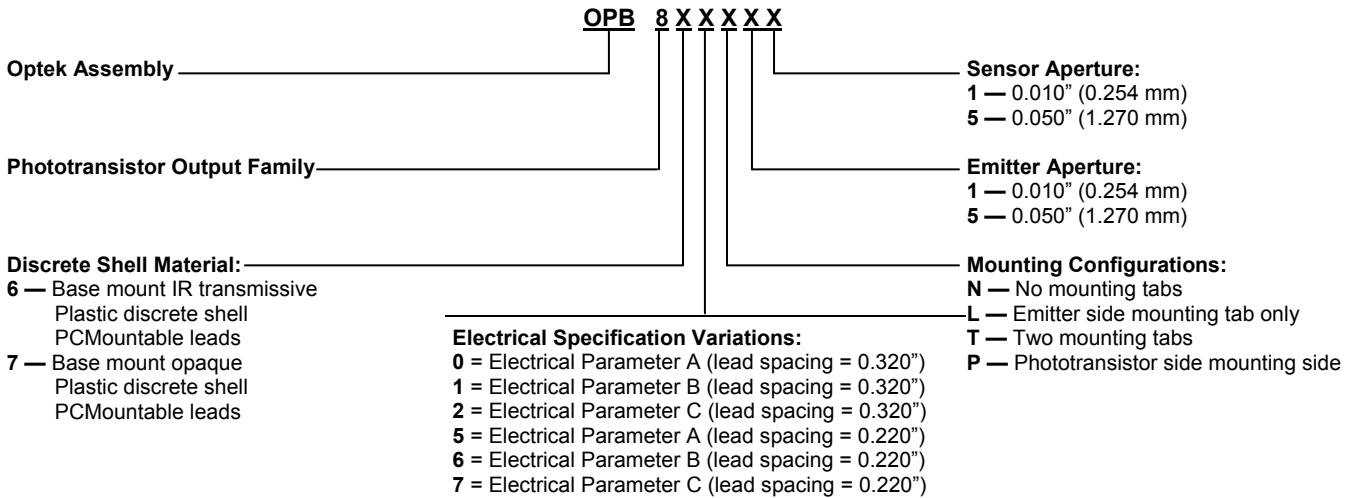 OPB 8 X X X X X
Optek Assembly
Sensor Aperture:
1 — 0.010” (0.254 mm)
5 — 0.050” (1.270 mm)
Phototransistor Output Family
Emitter Aperture:
1 — 0.010” (0.254 mm)
5 — 0.050” (1.270 mm)
Discrete Shell Material:
6 — Base mount IR transmissive
Plastic discrete shell
PCMountable leads
7 — Base mount opaque
Plastic discrete shell
PCMountable leads
Electrical Specification Variations:
0 = Electrical Parameter A (lead spacing = 0.320”)
1 = Electrical Parameter B (lead spacing = 0.320”)
2 = Electrical Parameter C (lead spacing = 0.320”)
5 = Electrical Parameter A (lead spacing = 0.220”)
6 = Electrical Parameter B (lead spacing = 0.220”)
7 = Electrical Parameter C (lead spacing = 0.220”)
Mounting Configurations:
N — No mounting tabs
L — Emitter side mounting tab only
T — Two mounting tabs
P — Phototransistor side mounting side